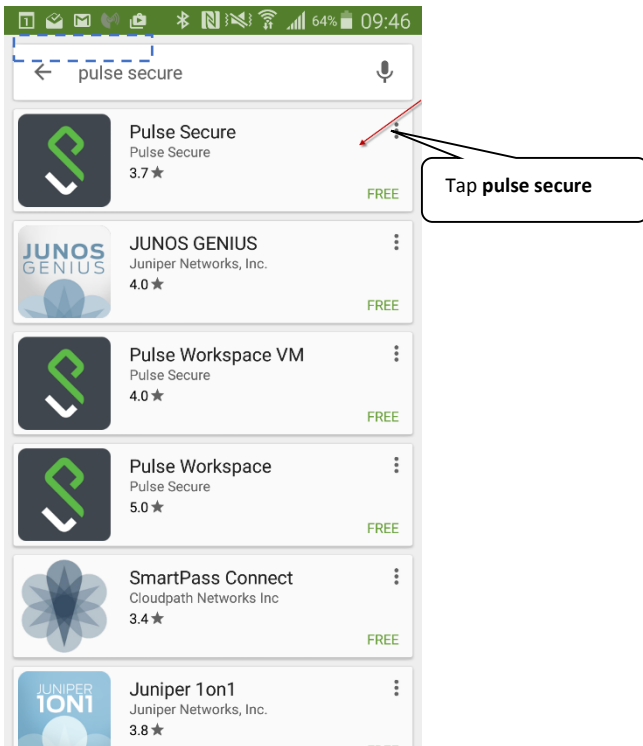 1 64% 09:46
pulse secure
Pulse Secure
Pulse Secure
3.7★
FREE
Tap pulse secure
JUNOS
GENIUS
JUNOS GENIUS
Juniper Networks, Inc.
4.0★
FREE
Pulse Workspace VM
Pulse Secure
4.0★
FREE
Pulse Workspace
Pulse Secure
5.0★
FREE
SmartPass Connect
Cloudpath Networks Inc
3.4★
FREE
JUNIPER
1ON1
Juniper 1on1
Juniper Networks, Inc.
3.8★